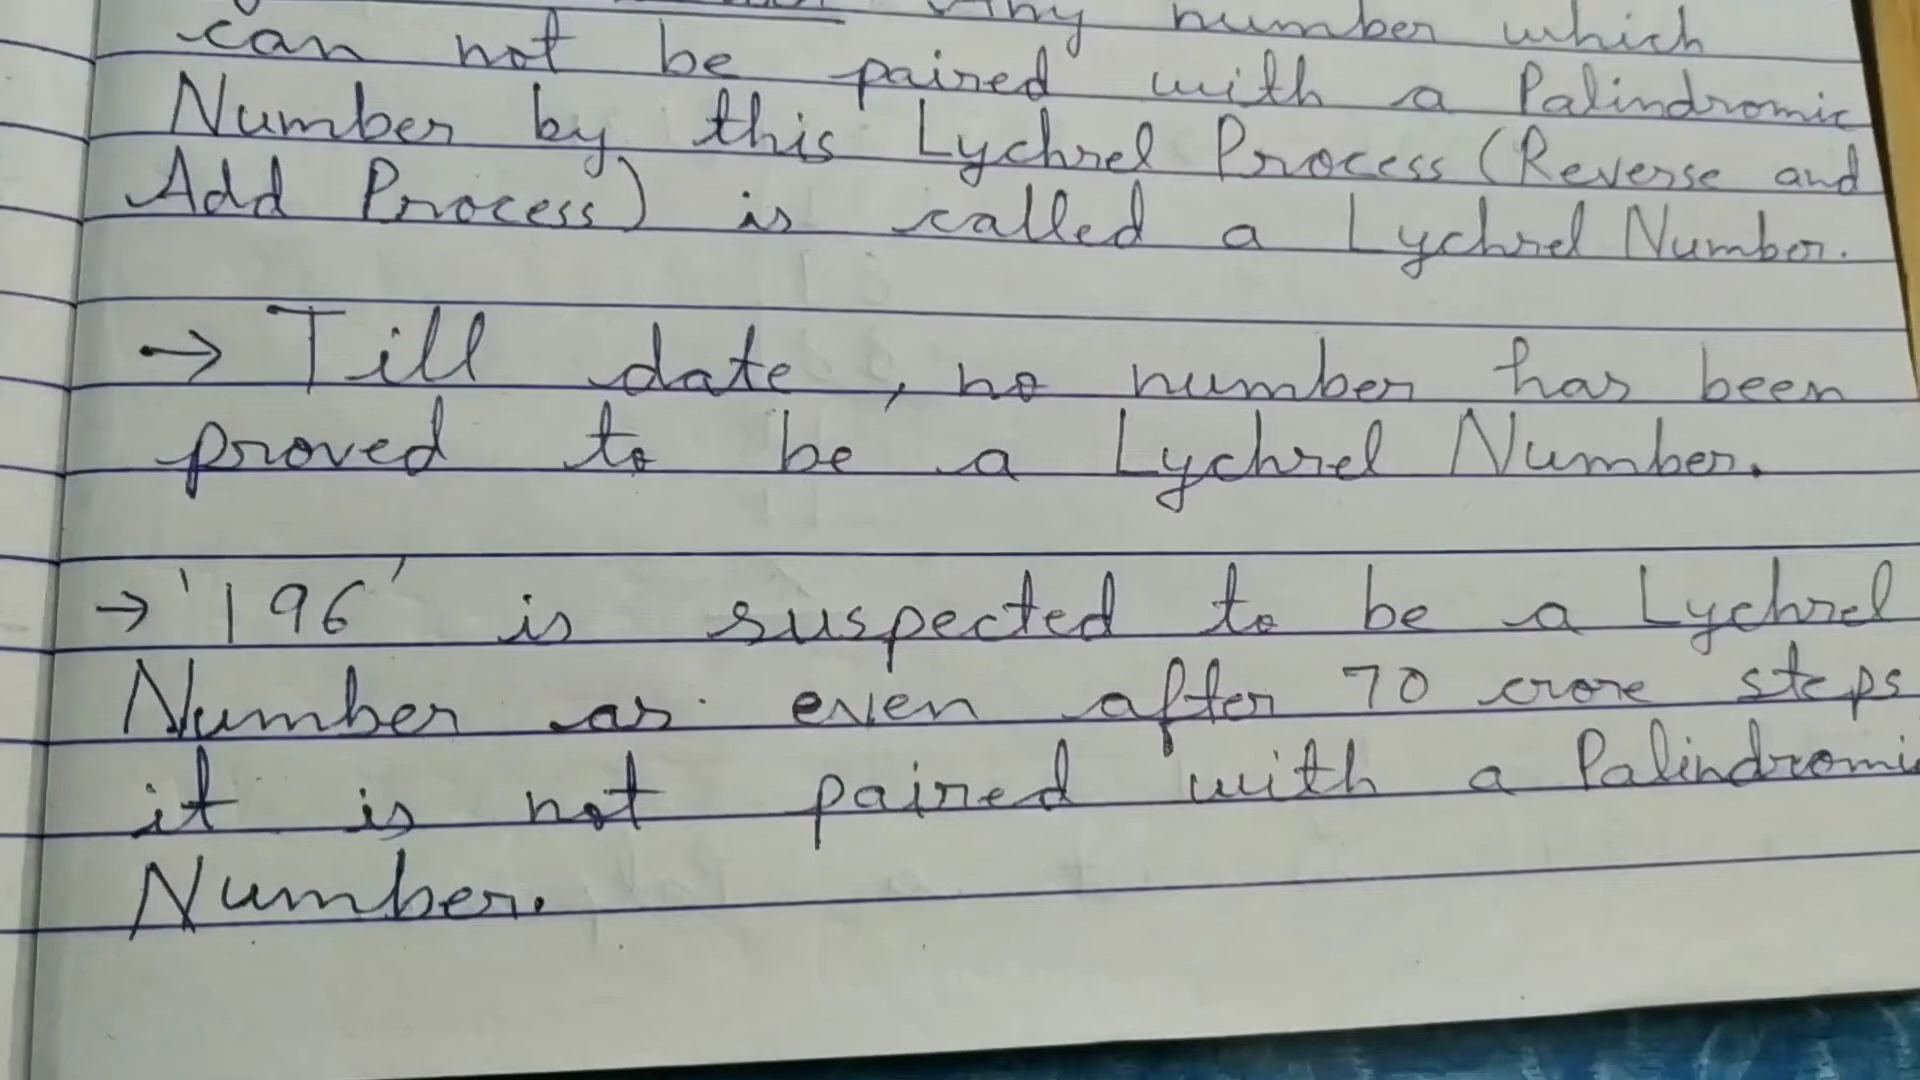 Any number which
can not be paired with a Palindromic
Number by this Lychrel Process (Reverse and
Add Process) is called a Lychrel Number.
→ Till date, no number has been
proved to be a Lychrel Number.
→ '196' is suspected to be a Lychrel
Number as even after 70 crore steps
it is not paired with a Palindromi
Number.